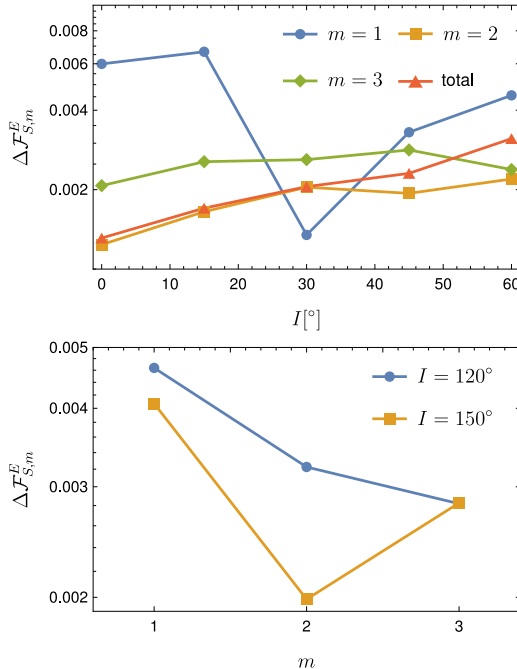 0.008
0.006
0.004
0.002
m = 1
m = 2
m = 3
total
ΔF^E_{S,m}
0 10 20 30 40 50 60
I[°]
0.005
0.004
0.003
0.002
I = 120°
I = 150°
ΔF^E_{S,m}
1 2 3
m